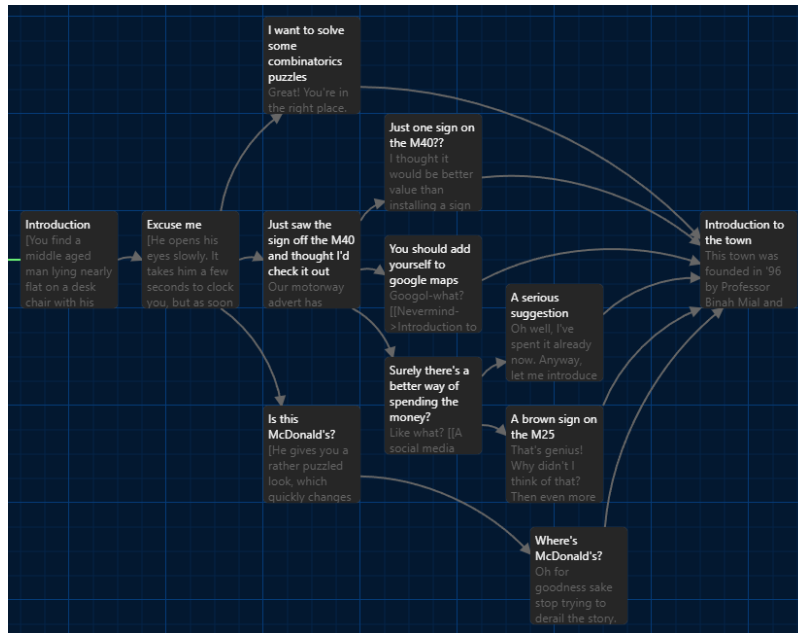 I want to solve
some
combinatorics
puzzles
Great! You're in
the right place.
Just one sign on
the M40??
I thought it
would be better
value than
installing a sign
Introduction
[You find a
middle aged
man lying nearly
flat on a desk
chair with his
Excuse me
[He opens his
eyes slowly. It
takes him a few
seconds to clock
you, but as soon
Just saw the
sign off the M40
and thought I'd
check it out
Our motorway
advert has
You should add
yourself to
google maps
Googol-what?
[[Nevermind-
>Introduction to
Introduction to
the town
This town was
founded in '96
by Professor
Binah Mial and
A serious
suggestion
Oh well, I've
spent it already
now. Anyway,
let me introduce
Surely there's a
better way of
spending the
money?
Like what? [[A
social media
Is this
McDonald's?
[He gives you a
rather puzzled
look, which
quickly changes
A brown sign on
the M25
That's genius!
Why didn't I
think of that?
Then even more
Where's
McDonald's?
Oh for
goodness sake
stop trying to
derail the story.